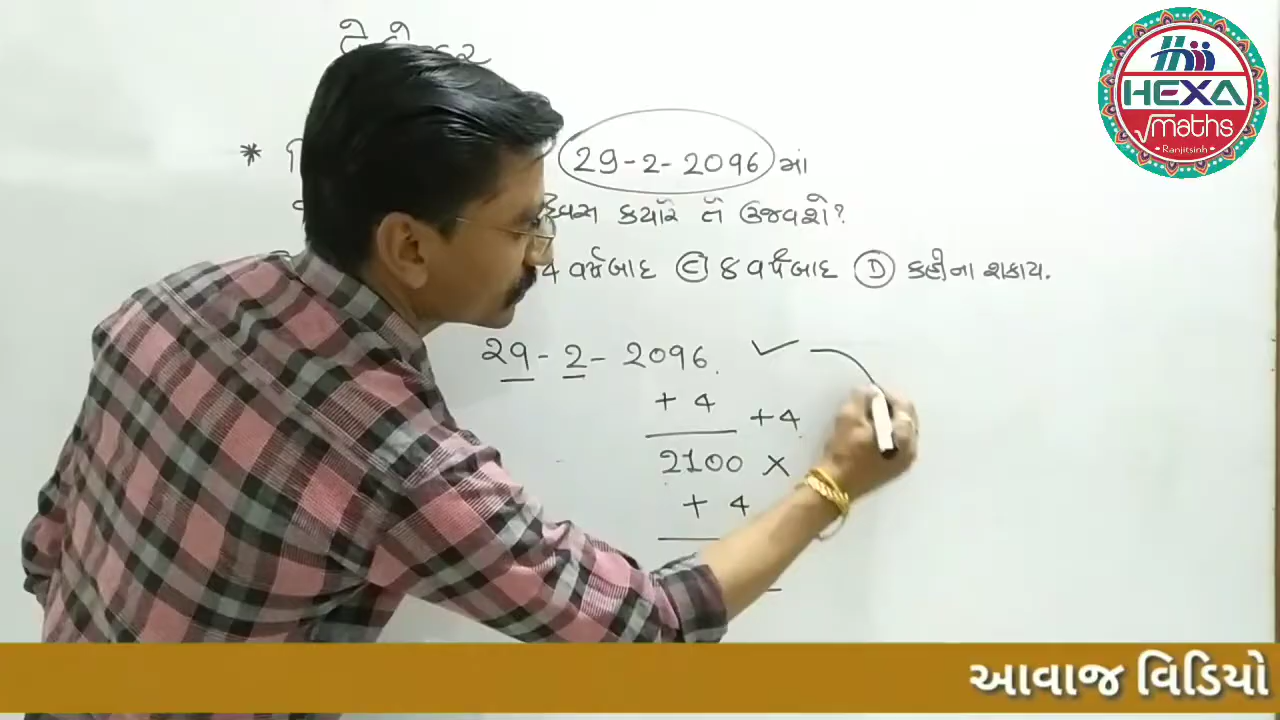 HEXA
√maths
Ranjitsinh
* 29-2-2096 માં
દિવસ કયારે તે ઉજવશે?
4 વર્ષબાદ C 8 વર્ષબાદ D કહીના શકાય.
29-2-2096. ✓
+ 4 +4
2100 ×
+ 4
આવાજ વિડિયો